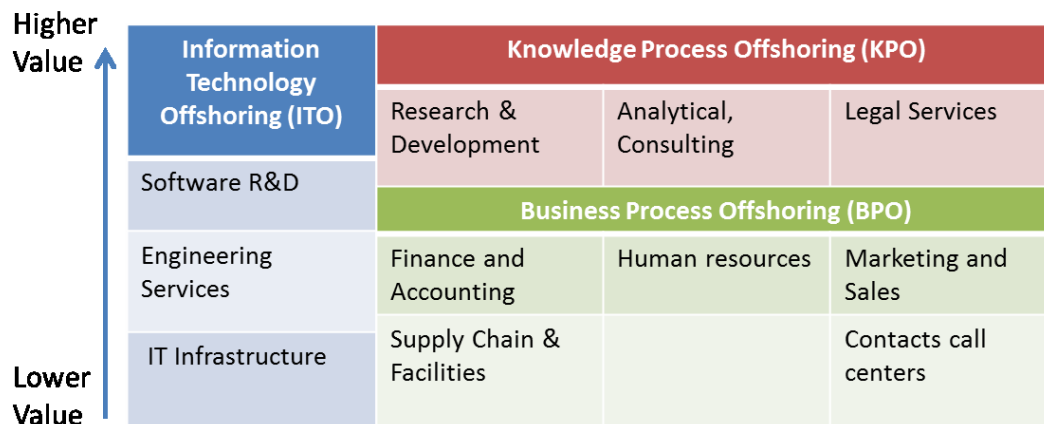 Higher
Value
Information
Technology
Offshoring (ITO)
Knowledge Process Offshoring (KPO)
Research &
Development
Analytical,
Consulting
Legal Services
Software R&D
Business Process Offshoring (BPO)
Engineering
Services
Finance and
Accounting
Human resources
Marketing and
Sales
IT Infrastructure
Supply Chain &
Facilities
Contacts call
centers
Lower
Value